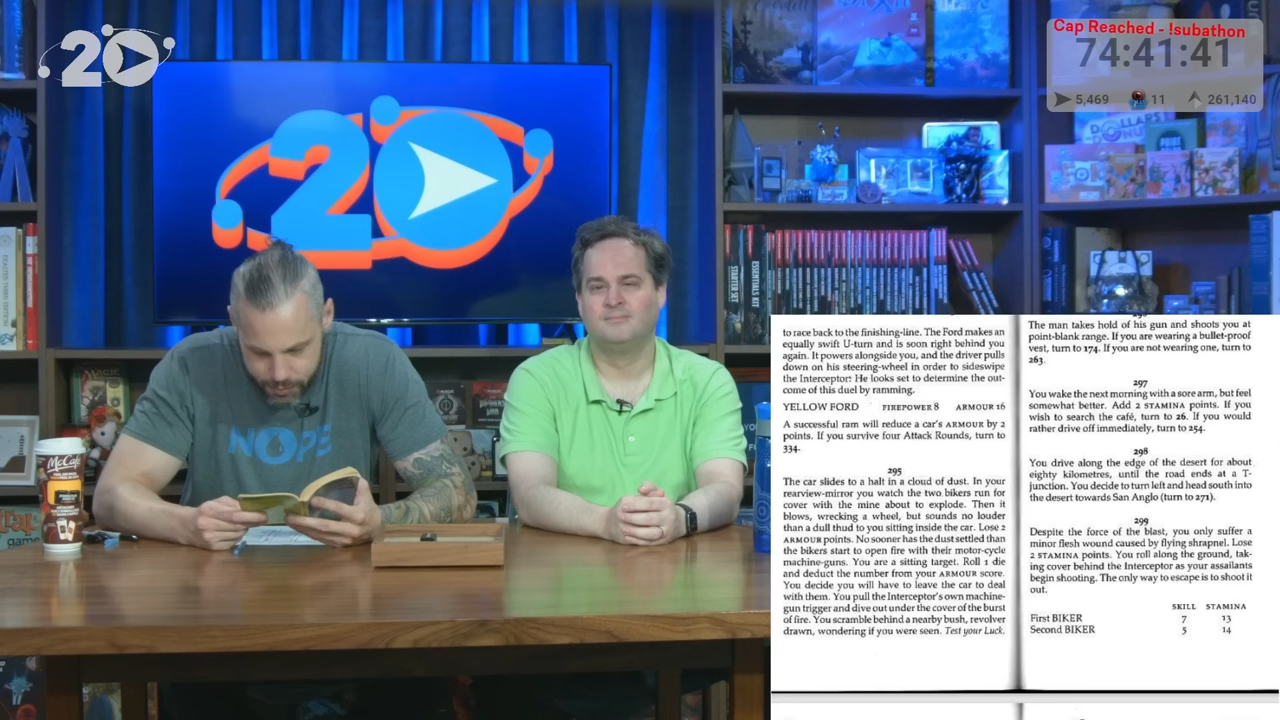 20
Cap Reached - !subathon
74:41:41
5,469 11 261,140
20
DOLLARS
STARTER SET
ESSENTIALS KIT
MAGIC
NOPE
McCafé
to race back to the finishing-line. The Ford makes an
equally swift U-turn and is soon right behind you
again. It powers alongside you, and the driver pulls
down on his steering-wheel in order to sideswipe
the Interceptor: He looks set to determine the out-
come of this duel by ramming.
YELLOW FORD FIREPOWER 8 ARMOUR 16
A successful ram will reduce a car's ARMOUR by 2
points. If you survive four Attack Rounds, turn to
334.
295
The car slides to a halt in a cloud of dust. In your
rearview-mirror you watch the two bikers run for
cover with the mine about to explode. Then it
blows, wrecking a wheel, but sounds no louder
than a dull thud to you sitting inside the car. Lose 2
ARMOUR points. No sooner has the dust settled than
the bikers start to open fire with their motor-cycle
machine-guns. You are a sitting target. Roll 1 die
and deduct the number from your ARMOUR score.
You decide you will have to leave the car to deal
with them. You pull the Interceptor's own machine-
gun trigger and dive out under the cover of the burst
of fire. You scramble behind a nearby bush, revolver
drawn, wondering if you were seen. Test your Luck.
The man takes hold of his gun and shoots you at
point-blank range. If you are wearing a bullet-proof
vest, turn to 174. If you are not wearing one, turn to
263.
297
You wake the next morning with a sore arm, but feel
somewhat better. Add 2 STAMINA points. If you
wish to search the café, turn to 26. If you would
rather drive off immediately, turn to 254.
298
You drive along the edge of the desert for about
eighty kilometres, until the road ends at a T-
junction. You decide to turn left and head south into
the desert towards San Anglo (turn to 271).
299
Despite the force of the blast, you only suffer a
minor flesh wound caused by flying shrapnel. Lose
2 STAMINA points. You roll along the ground, tak-
ing cover behind the Interceptor as your assailants
begin shooting. The only way to escape is to shoot it
out.
SKILL STAMINA
First BIKER 7 13
Second BIKER 5 14